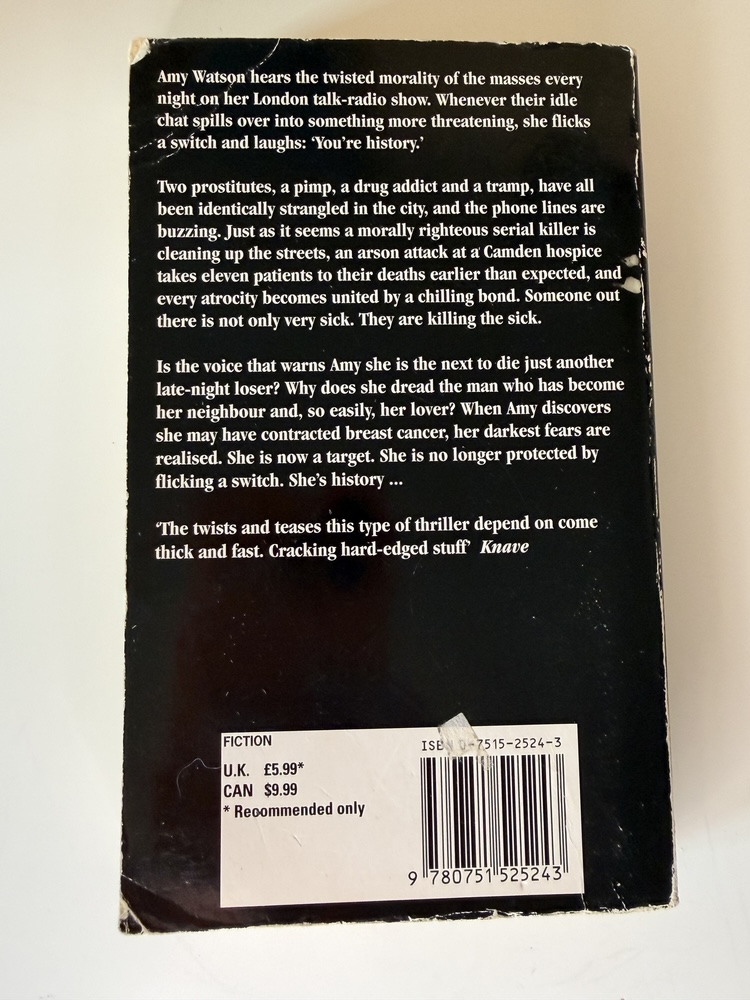 Amy Watson hears the twisted morality of the masses every
night on her London talk-radio show. Whenever their idle
chat spills over into something more threatening, she flicks
a switch and laughs: ‘You’re history.’
Two prostitutes, a pimp, a drug addict and a tramp, have all
been identically strangled in the city, and the phone lines are
buzzing. Just as it seems a morally righteous serial killer is
cleaning up the streets, an arson attack at a Camden hospice
takes eleven patients to their deaths earlier than expected, and
every atrocity becomes united by a chilling bond. Someone out
there is not only very sick. They are killing the sick.
Is the voice that warns Amy she is the next to die just another
late-night loser? Why does she dread the man who has become
her neighbour and, so easily, her lover? When Amy discovers
she may have contracted breast cancer, her darkest fears are
realised. She is now a target. She is no longer protected by
flicking a switch. She’s history ...
‘The twists and teases this type of thriller depend on come
thick and fast. Cracking hard-edged stuff’ Knave
FICTION
U.K. £5.99*
CAN $9.99
* Recommended only
ISBN 0-7515-2524-3
9 780751 525243